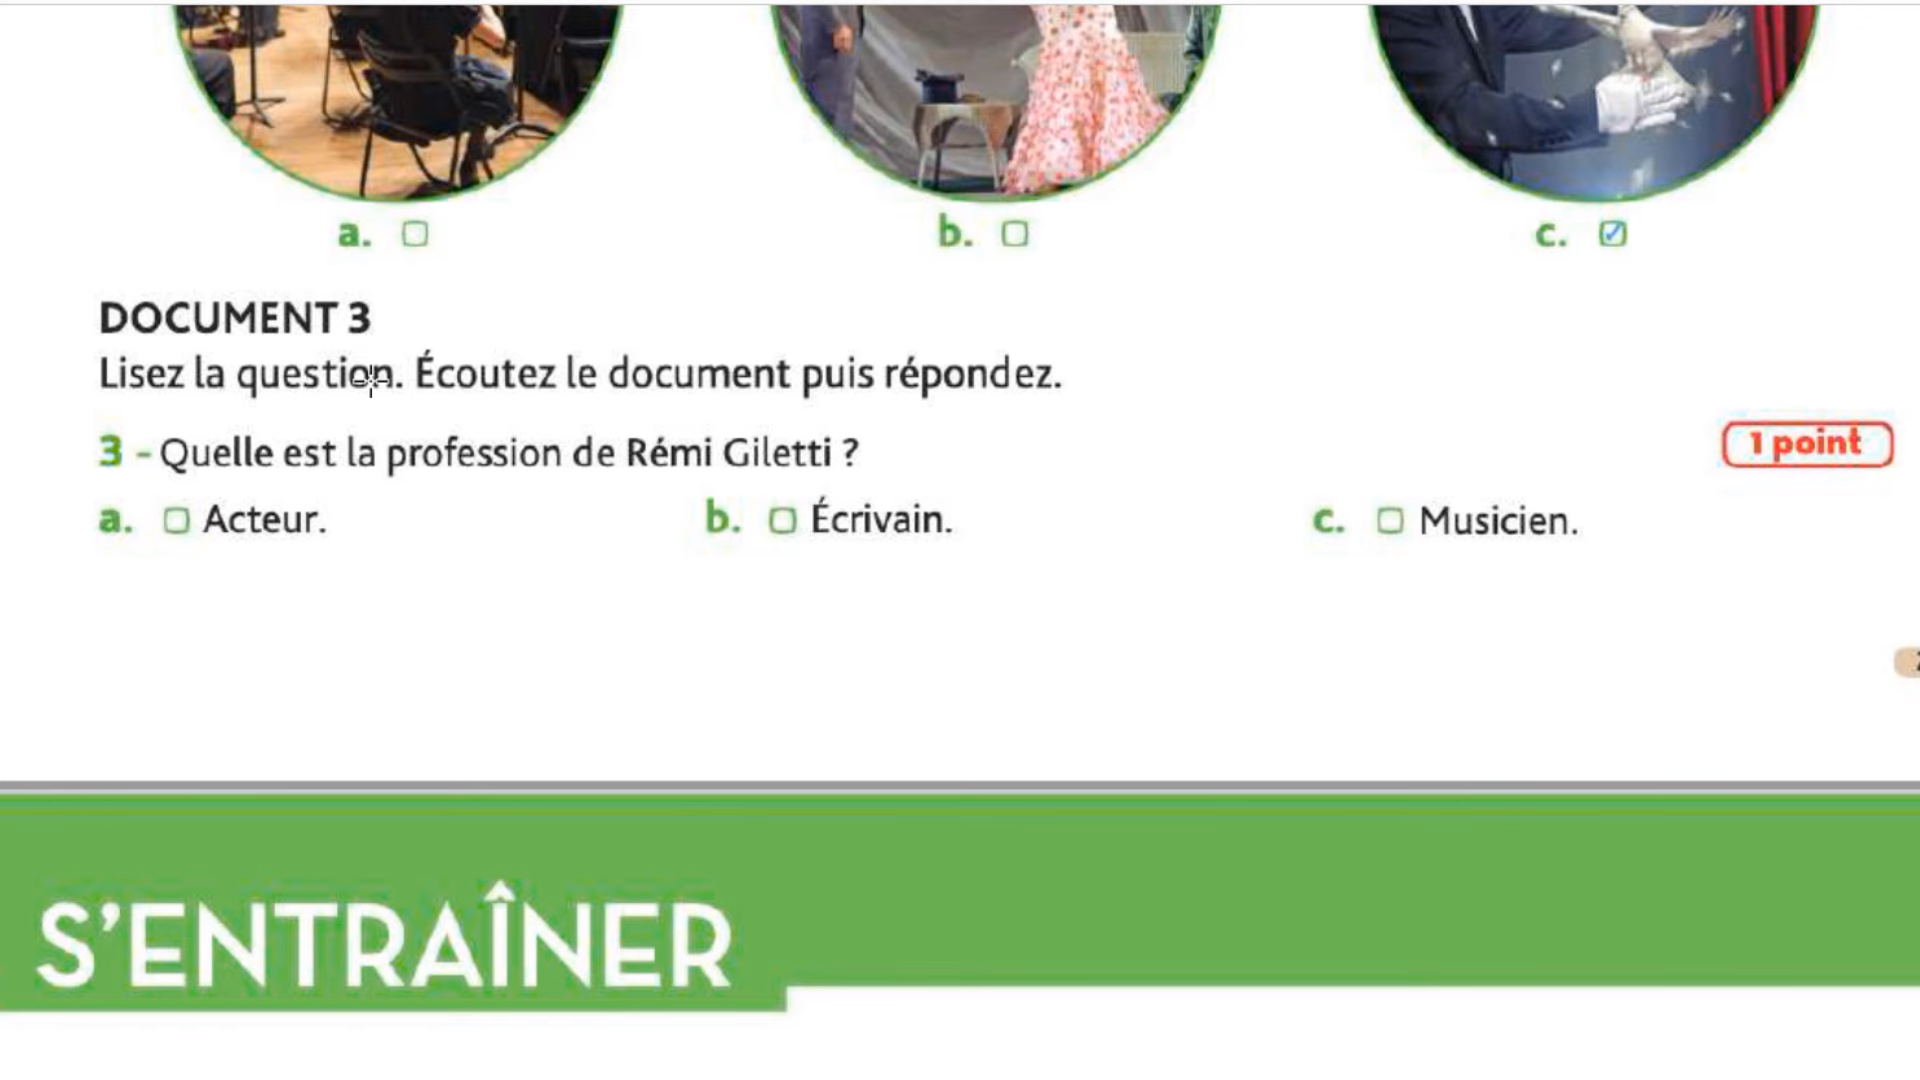 a.
b.
c.
DOCUMENT 3
Lisez la question. Écoutez le document puis répondez.
3 - Quelle est la profession de Rémi Giletti ?
1 point
a. Acteur.
b. Écrivain.
c. Musicien.
S'ENTRAÎNER